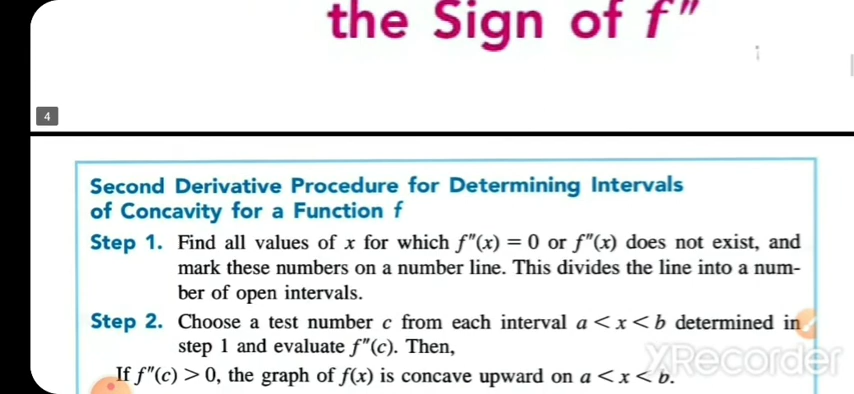 the Sign of f″
4
Second Derivative Procedure for Determining Intervals
of Concavity for a Function f
Step 1. Find all values of x for which f″(x) = 0 or f″(x) does not exist, and
mark these numbers on a number line. This divides the line into a num-
ber of open intervals.
Step 2. Choose a test number c from each interval a < x < b determined in
step 1 and evaluate f″(c). Then,
If f″(c) > 0, the graph of f(x) is concave upward on a < x < b.
XRecorder